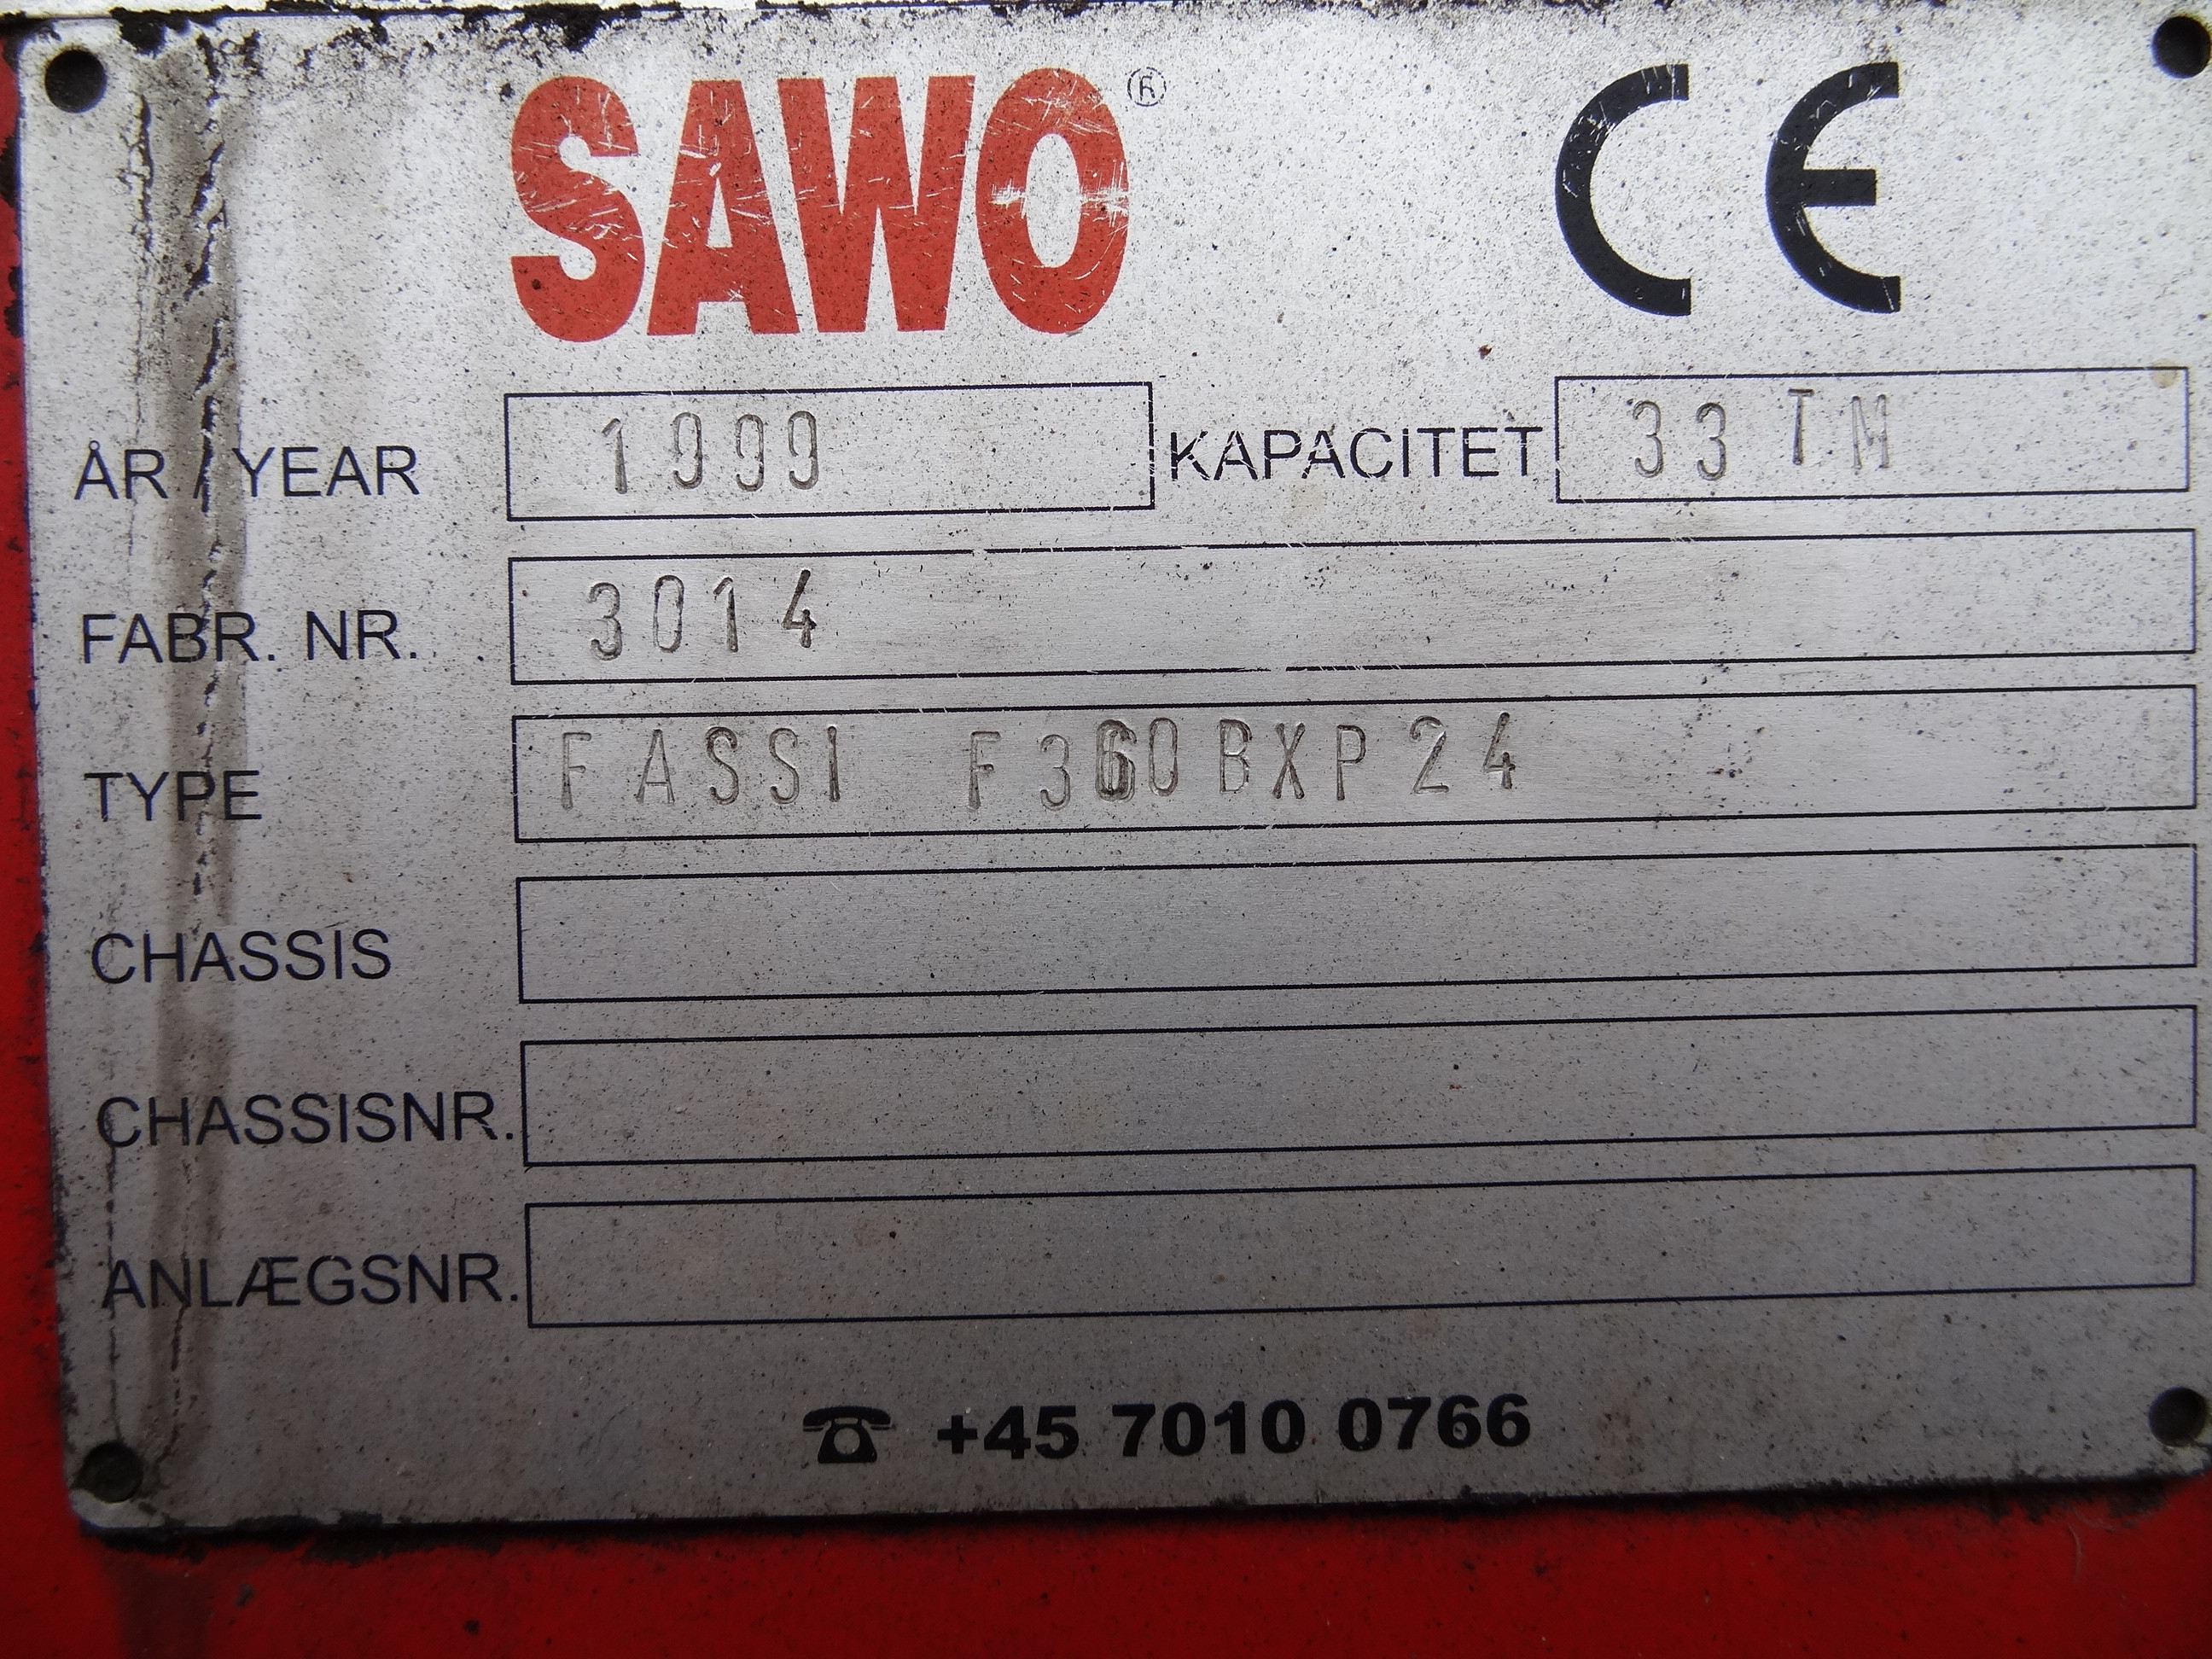 SAWO ® CE
ÅR / YEAR 1999 KAPACITET 33 TM
FABR. NR. 3014
TYPE FASSI F360BXP24
CHASSIS
CHASSISNR.
ANLÆGSNR.
☎ +45 7010 0766